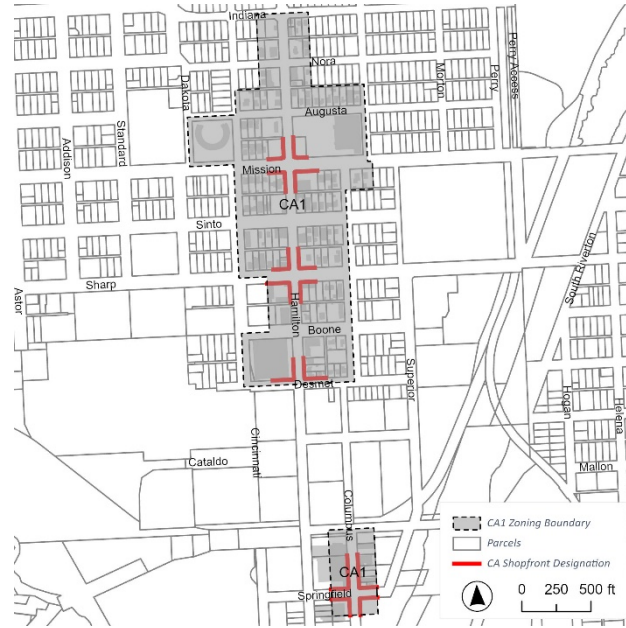 Indiana
Nora
Dakota
Morton
Perry
Perry Access
Augusta
Addison
Standard
Mission
CA1
Sinto
South Riverton
Sharp
Astor
Hamilton
Boone
Desmet
Superior
Hogan
Helena
Cincinnati
Cataldo
Mallon
Columbus
CA1
Springfield
CA1 Zoning Boundary
Parcels
CA Shopfront Designation
0 250 500 ft